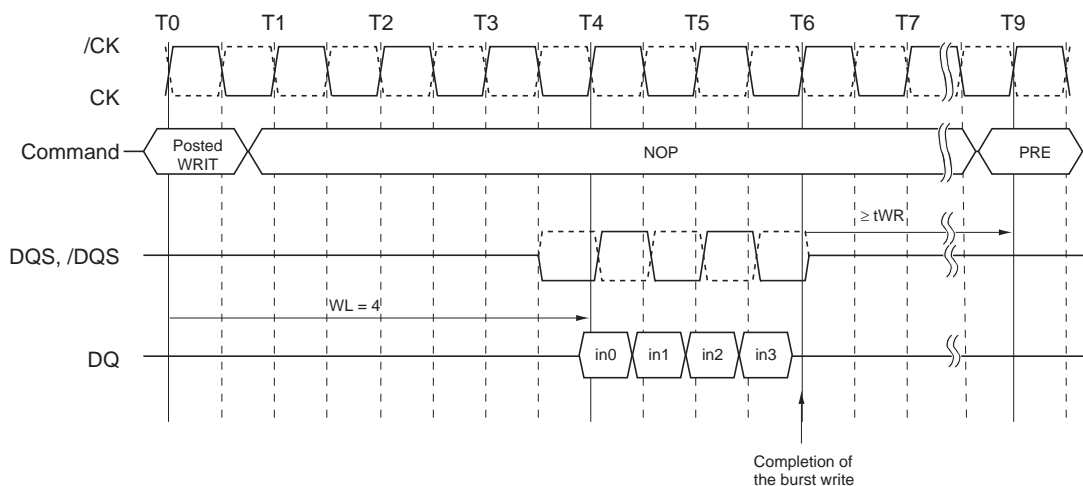 T0 T1 T2 T3 T4 T5 T6 T7 T9
/CK
CK
Command
Posted
WRIT
NOP
PRE
≥ tWR
DQS, /DQS
WL = 4
DQ
in0 in1 in2 in3
Completion of
the burst write